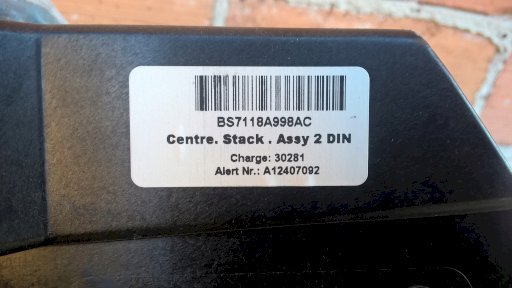 BS7118A998AC
Centre. Stack . Assy 2 DIN
Charge: 30281
Alert Nr.: A12407092